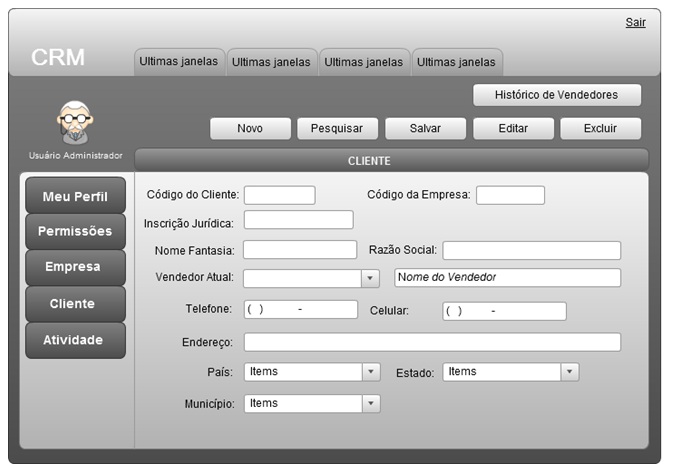 Sair
CRM
Ultimas janelas Ultimas janelas Ultimas janelas Ultimas janelas
Histórico de Vendedores
Novo Pesquisar Salvar Editar Excluir
Usuário Administrador
CLIENTE
Meu Perfil
Permissões
Empresa
Cliente
Atividade
Código do Cliente: Código da Empresa:
Inscrição Jurídica:
Nome Fantasia: Razão Social:
Vendedor Atual: Nome do Vendedor
Telefone: ( ) - Celular: ( ) -
Endereço:
País: Items Estado: Items
Município: Items